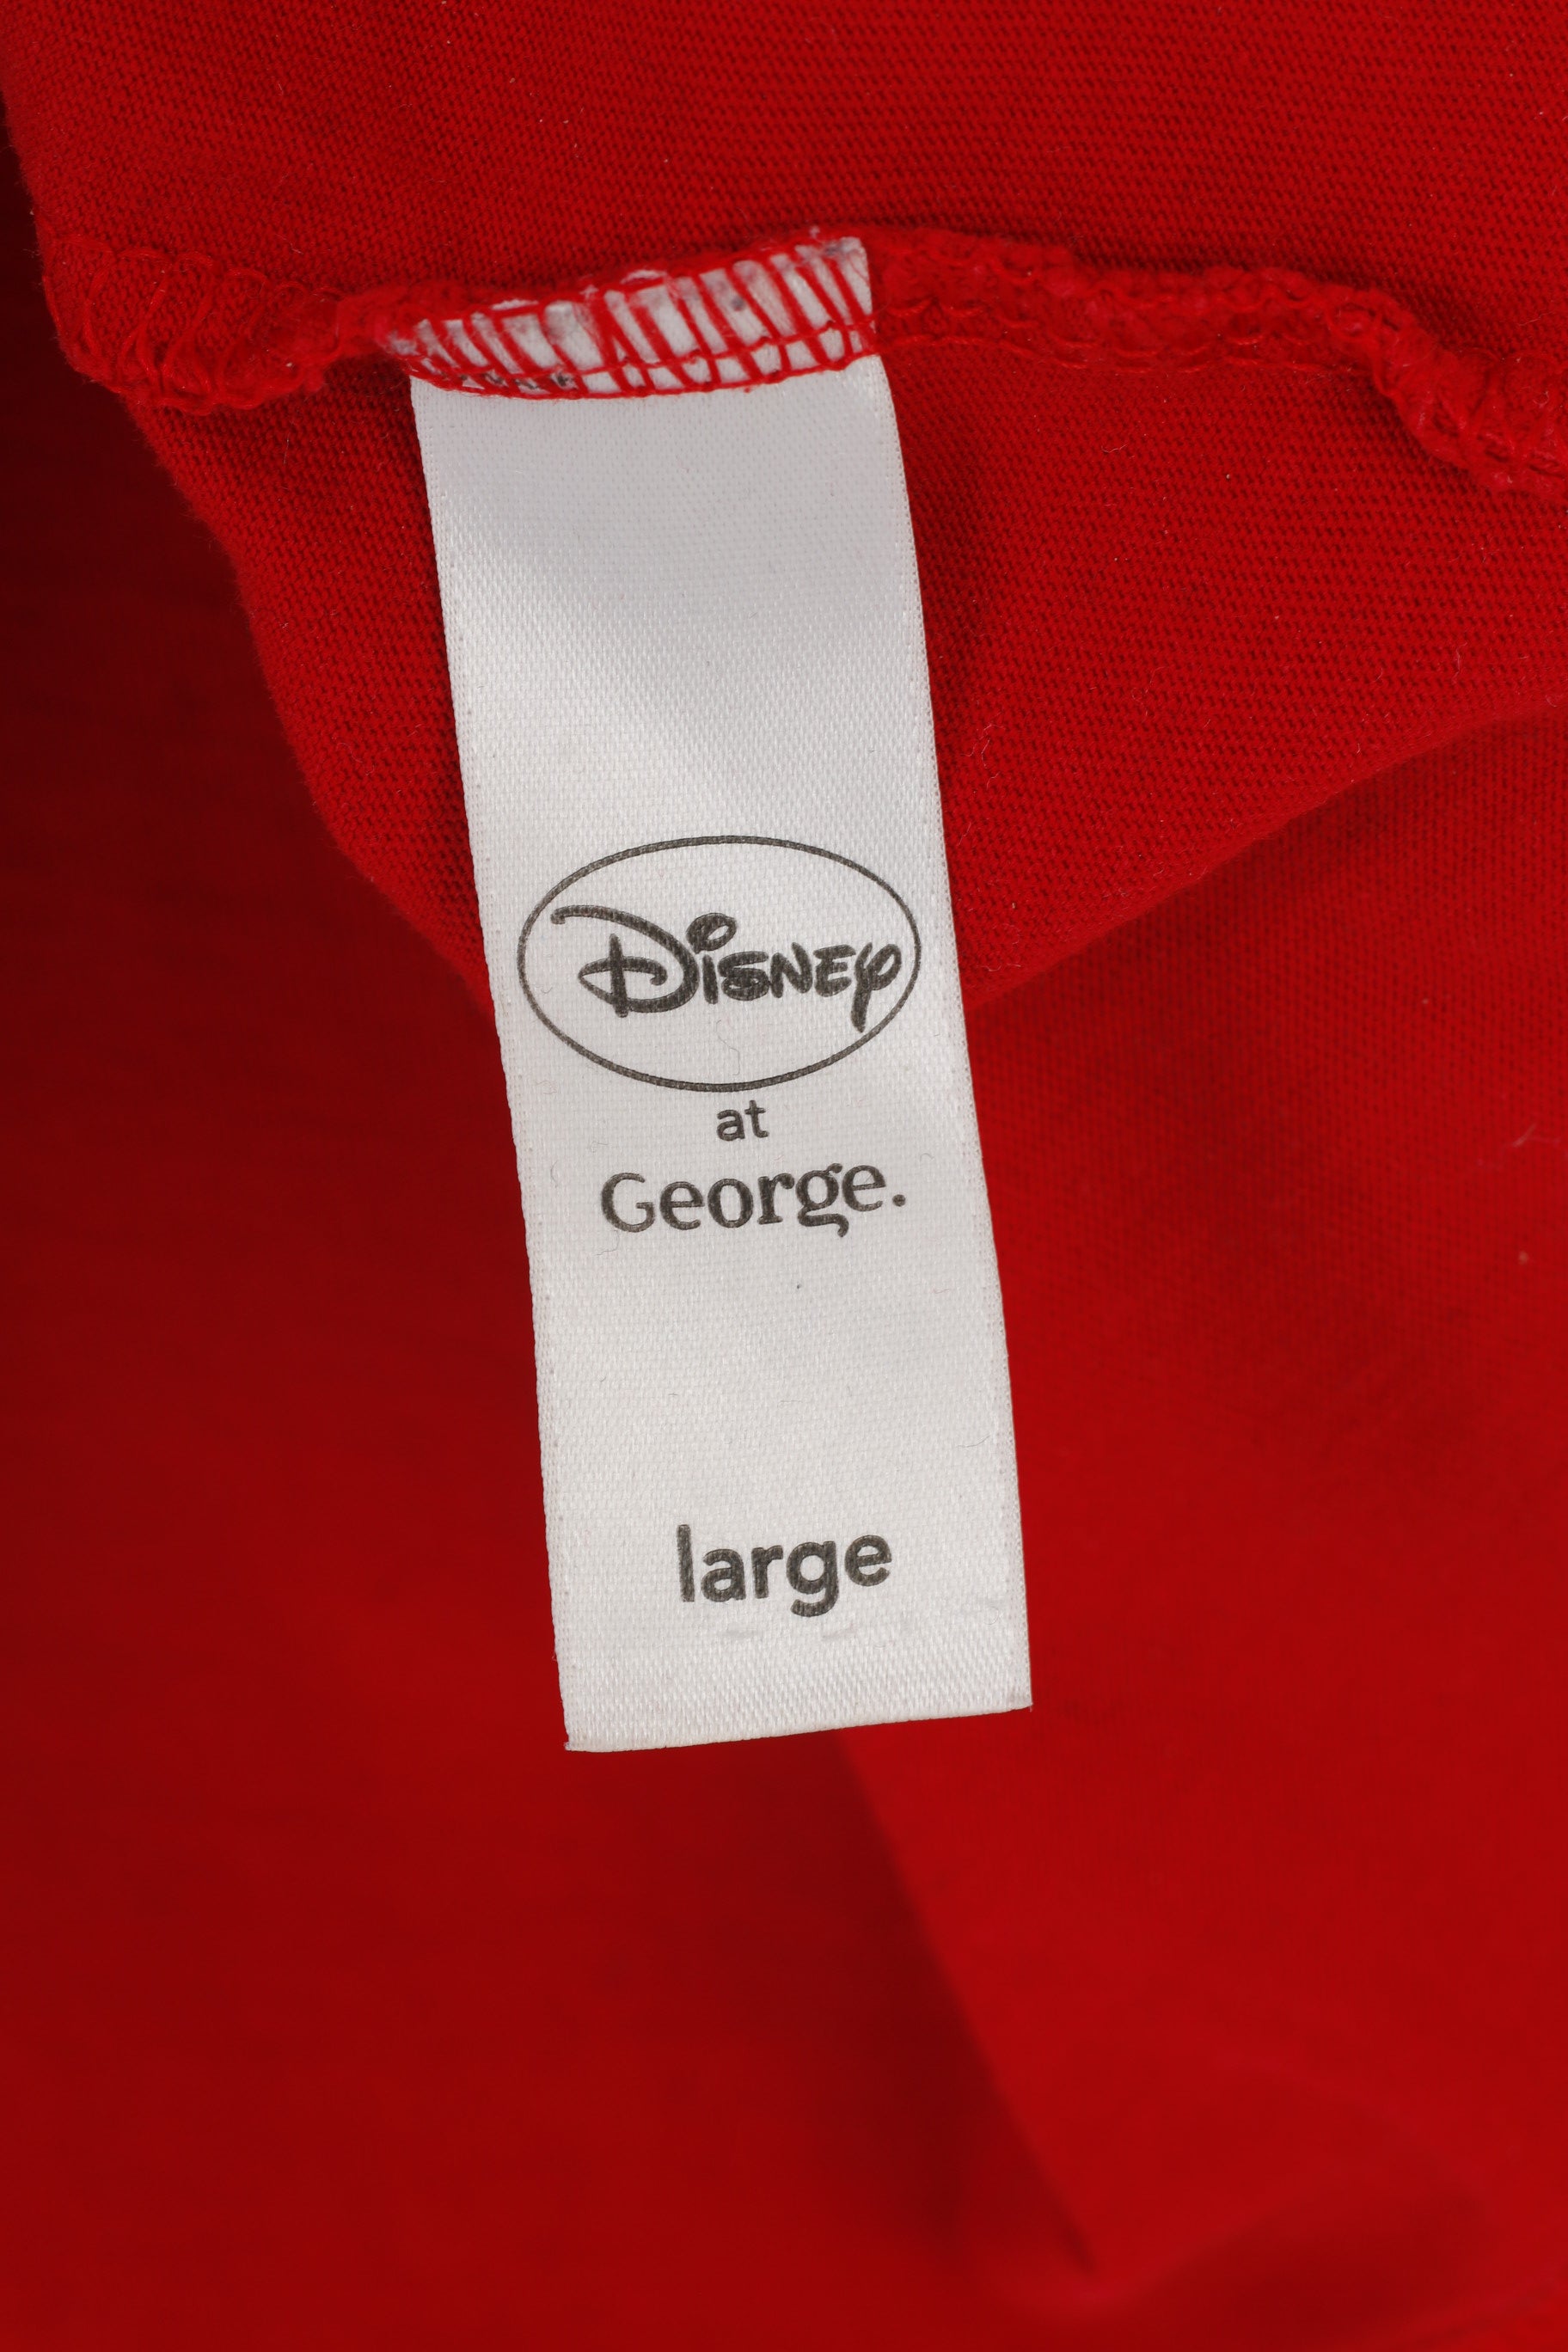 Disney
at
George.
large